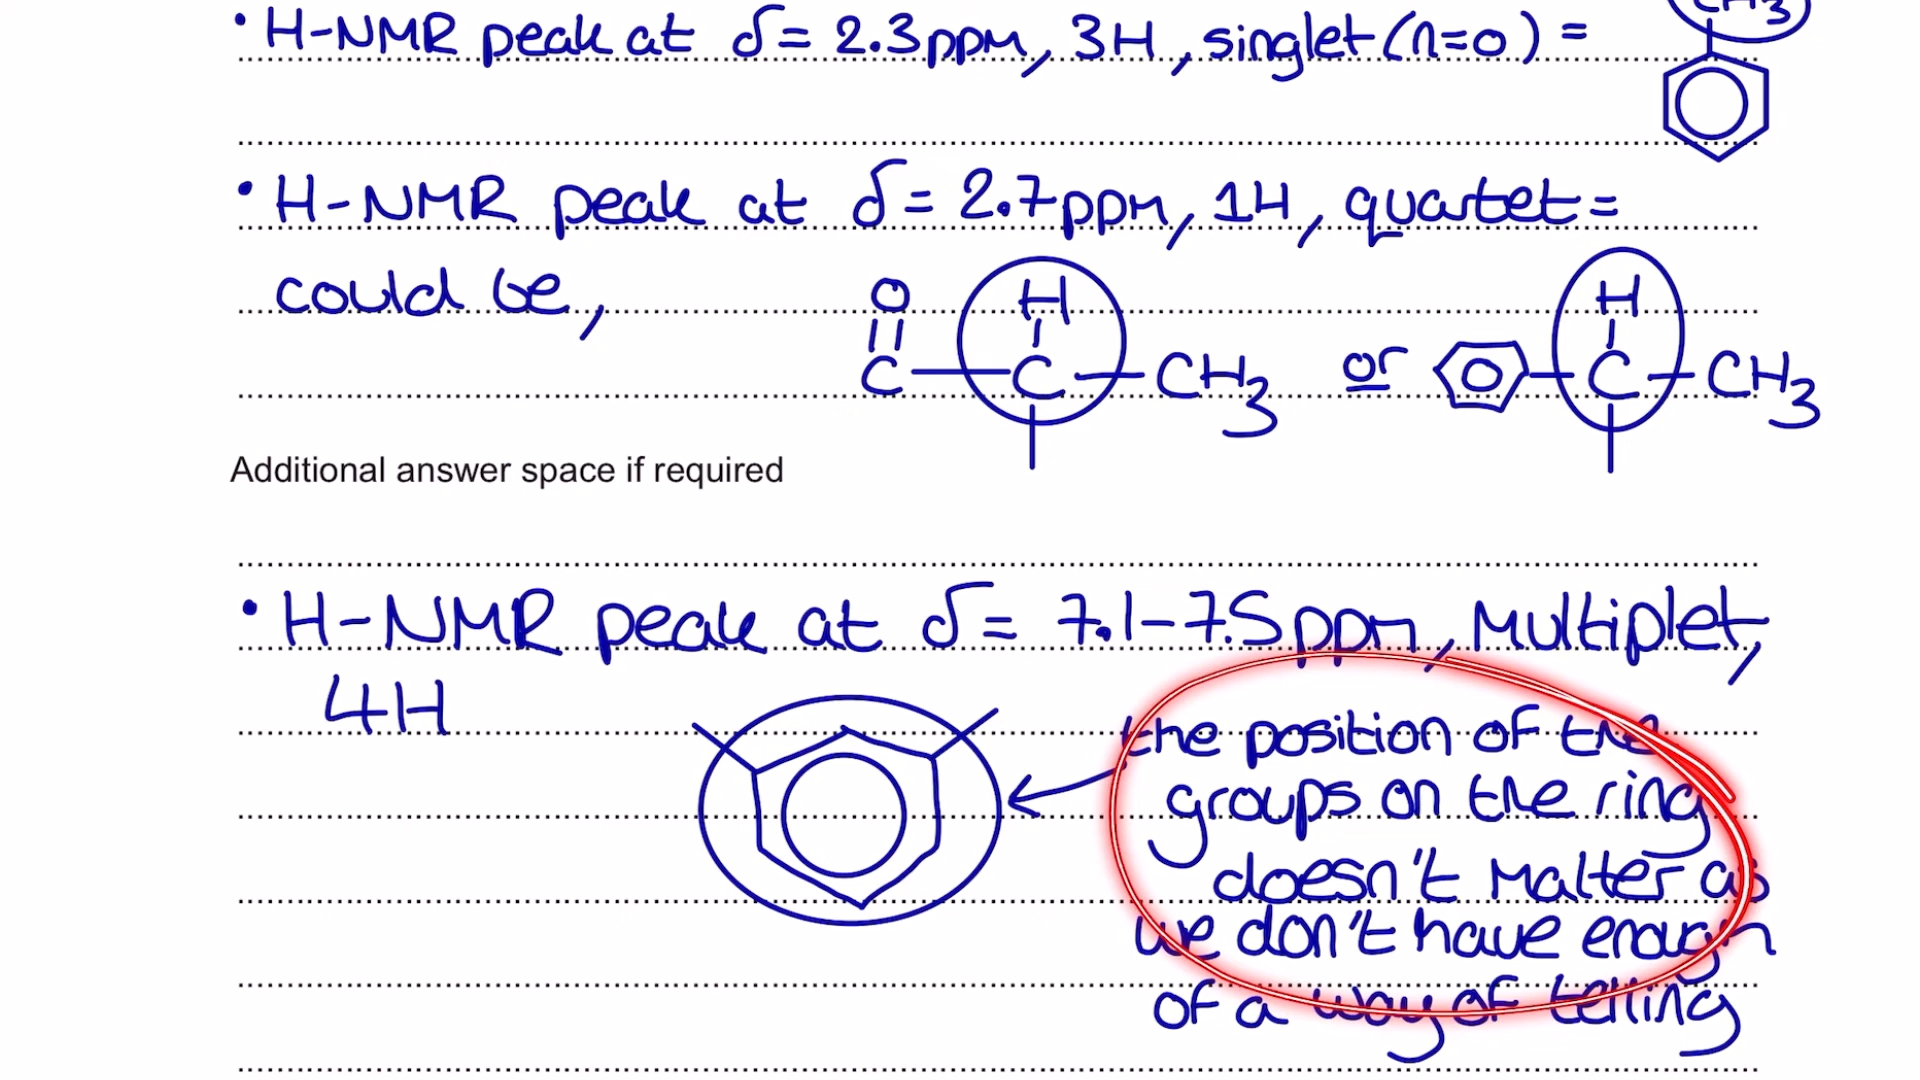 CH3
• H-NMR peak at δ= 2.3ppm, 3H, singlet (n=0) =
• H-NMR peak at δ= 2.7ppm, 1H, quartet=
could be,
O H H
C C CH3 or C CH3
Additional answer space if required
• H-NMR peak at δ= 7.1-7.5ppm, Multiplet,
4H
the position of the
groups on the ring
doesn't matter as
we don't have enough
of a way of telling